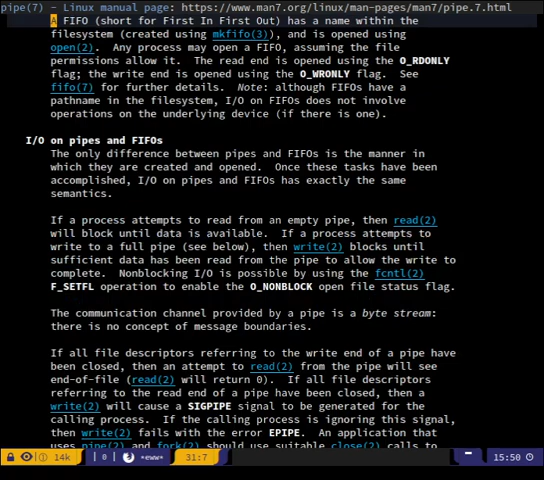 pipe(7) - Linux manual page: https://www.man7.org/linux/man-pages/man7/pipe.7.html
A FIFO (short for First In First Out) has a name within the
filesystem (created using mkfifo(3)), and is opened using
open(2).  Any process may open a FIFO, assuming the file
permissions allow it.  The read end is opened using the O_RDONLY
flag; the write end is opened using the O_WRONLY flag.  See
fifo(7) for further details.  Note: although FIFOs have a
pathname in the filesystem, I/O on FIFOs does not involve
operations on the underlying device (if there is one).
I/O on pipes and FIFOs
The only difference between pipes and FIFOs is the manner in
which they are created and opened.  Once these tasks have been
accomplished, I/O on pipes and FIFOs has exactly the same
semantics.
If a process attempts to read from an empty pipe, then read(2)
will block until data is available.  If a process attempts to
write to a full pipe (see below), then write(2) blocks until
sufficient data has been read from the pipe to allow the write to
complete.  Nonblocking I/O is possible by using the fcntl(2)
F_SETFL operation to enable the O_NONBLOCK open file status flag.
The communication channel provided by a pipe is a byte stream:
there is no concept of message boundaries.
If all file descriptors referring to the write end of a pipe have
been closed, then an attempt to read(2) from the pipe will see
end-of-file (read(2) will return 0).  If all file descriptors
referring to the read end of a pipe have been closed, then a
write(2) will cause a SIGPIPE signal to be generated for the
calling process.  If the calling process is ignoring this signal,
then write(2) fails with the error EPIPE.  An application that
uses pipe(2) and fork(2) should use suitable close(2) calls to
14k | 0 *eww* 31:7 15:50